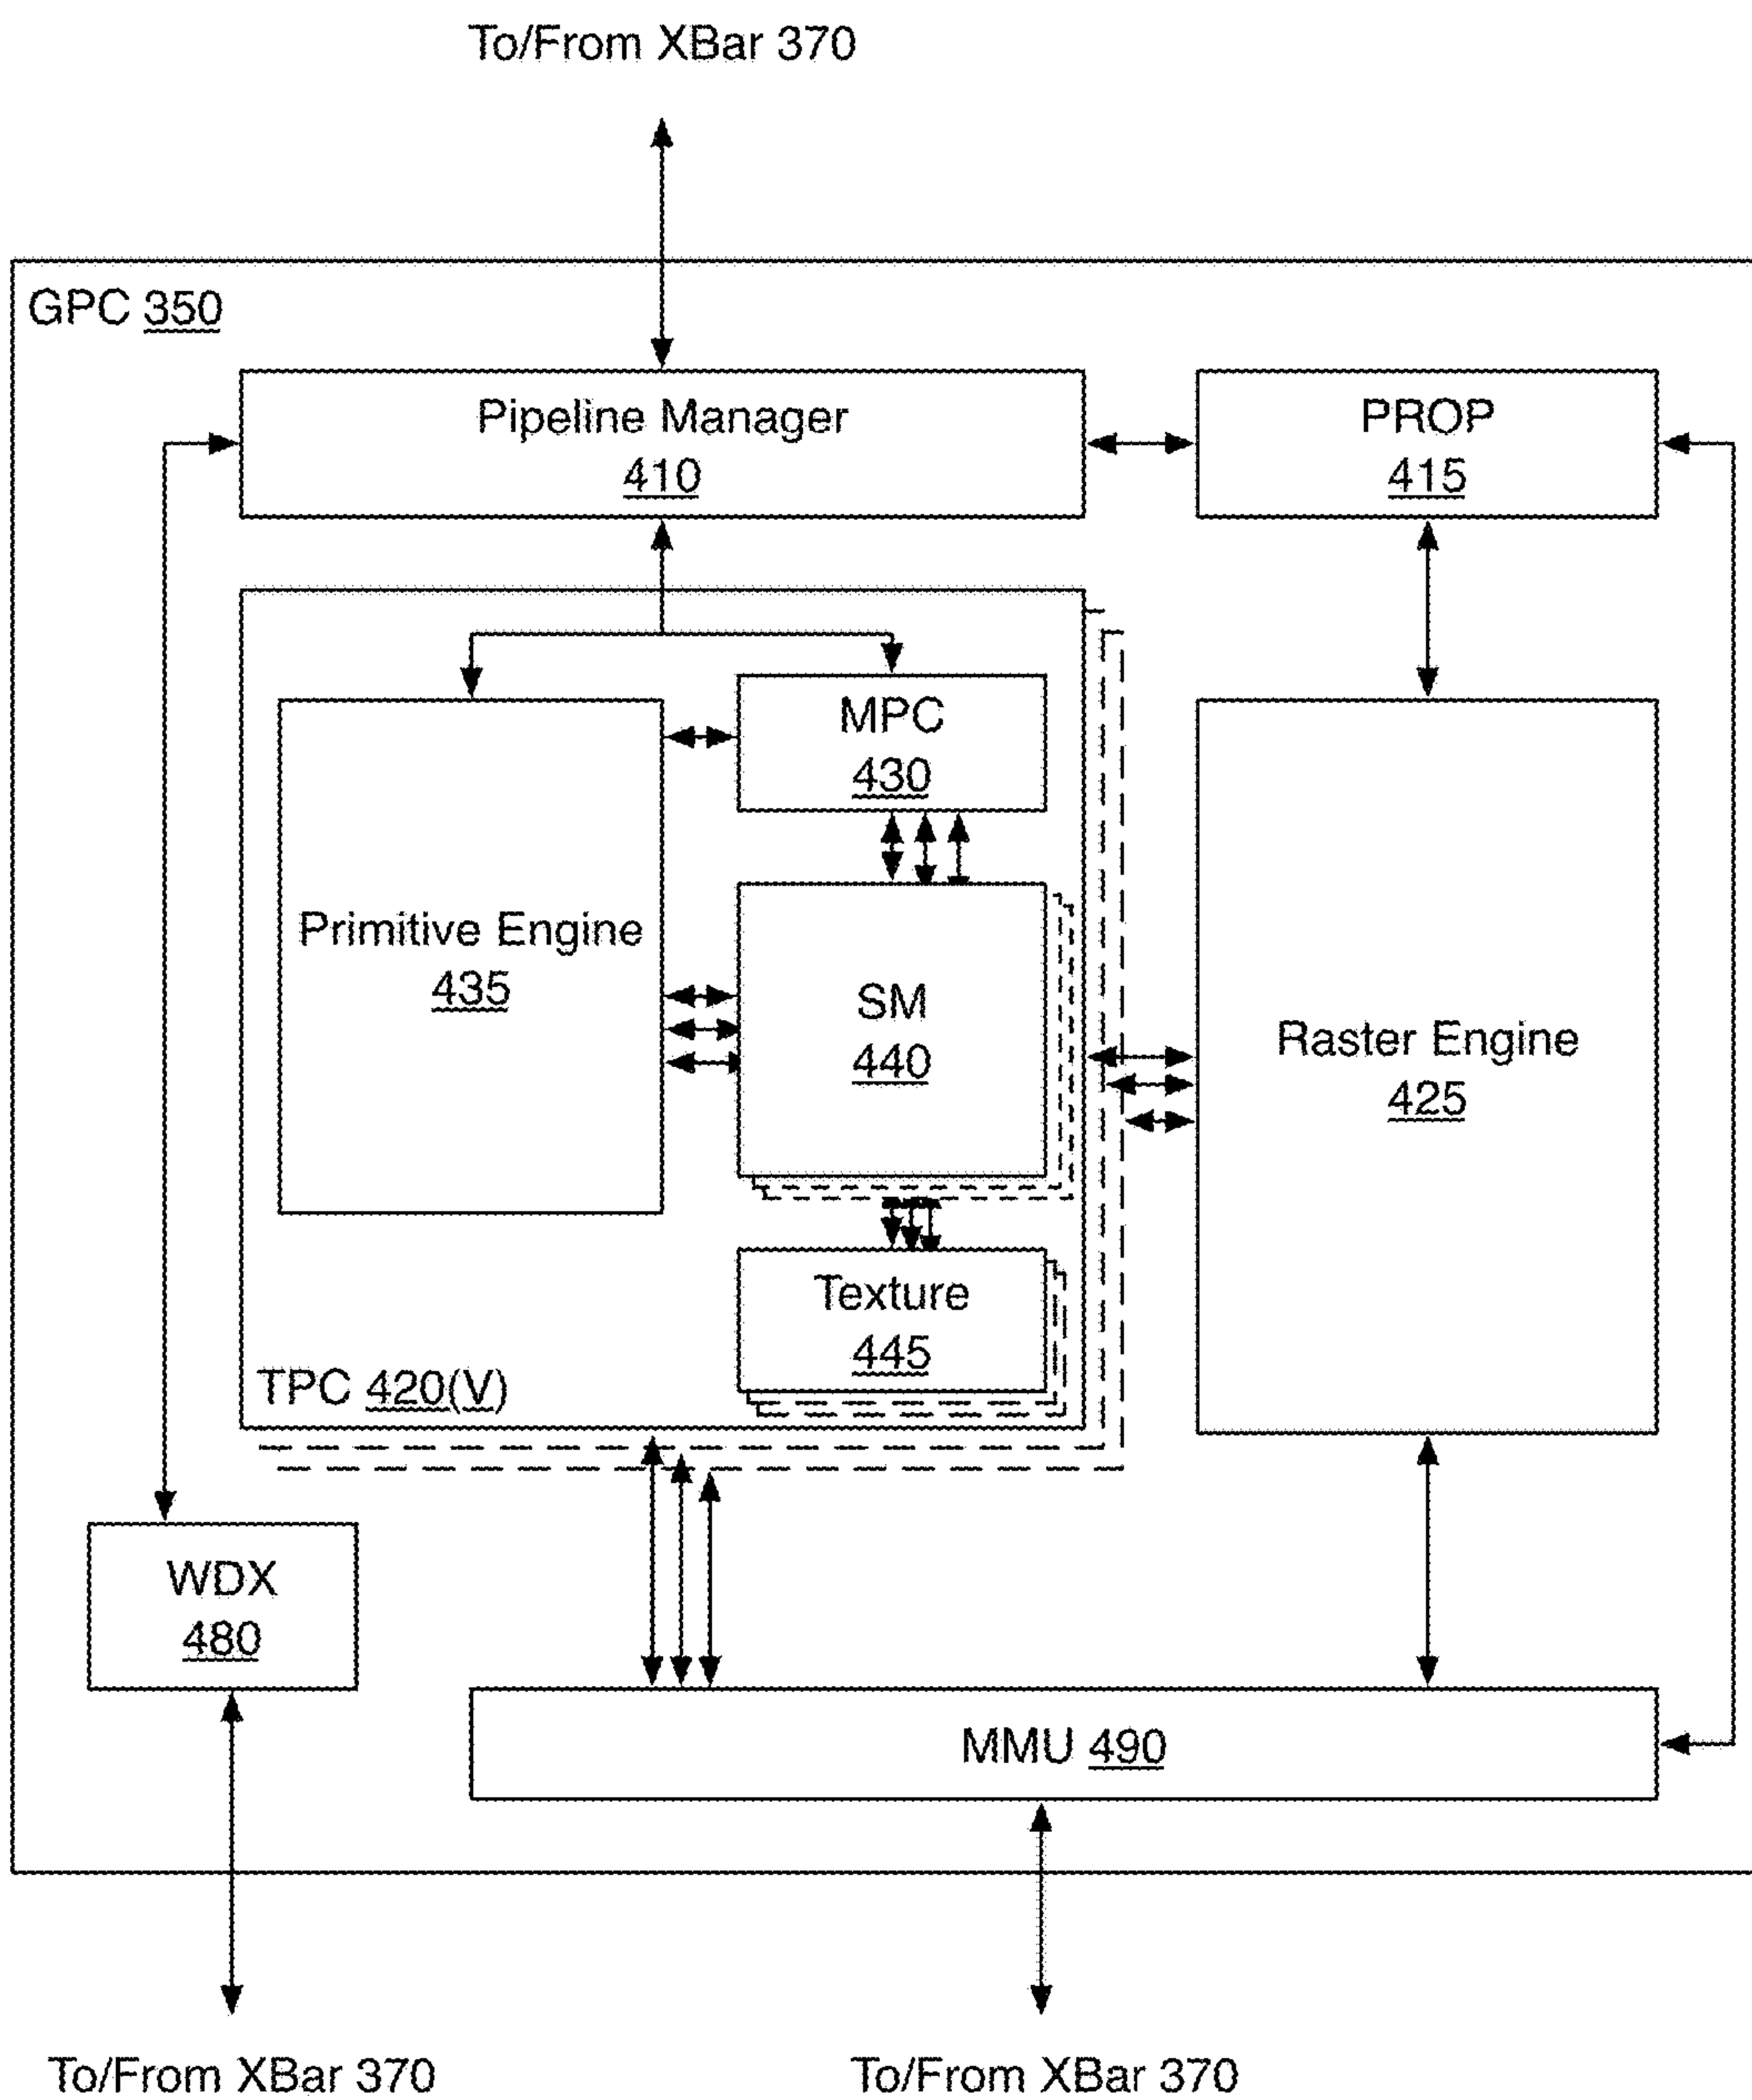 To/From XBar 370
GPC 350
Pipeline Manager
410
PROP
415
MPC
430
Primitive Engine
435
SM
440
Raster Engine
425
Texture
445
TPC 420(V)
WDX
480
MMU 490
To/From XBar 370
To/From XBar 370